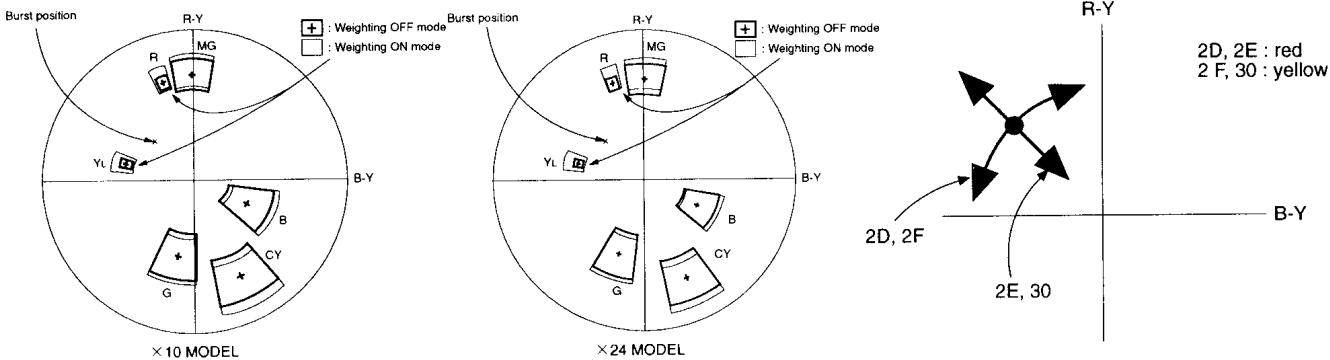 Burst position
R-Y
: Weighting OFF mode
: Weighting ON mode
R
MG
YL
B-Y
B
CY
G
×10 MODEL
Burst position
R-Y
: Weighting OFF mode
: Weighting ON mode
R
MG
YL
B-Y
B
CY
G
×24 MODEL
R-Y
2D, 2E : red
2 F, 30 : yellow
B-Y
2D, 2F
2E, 30